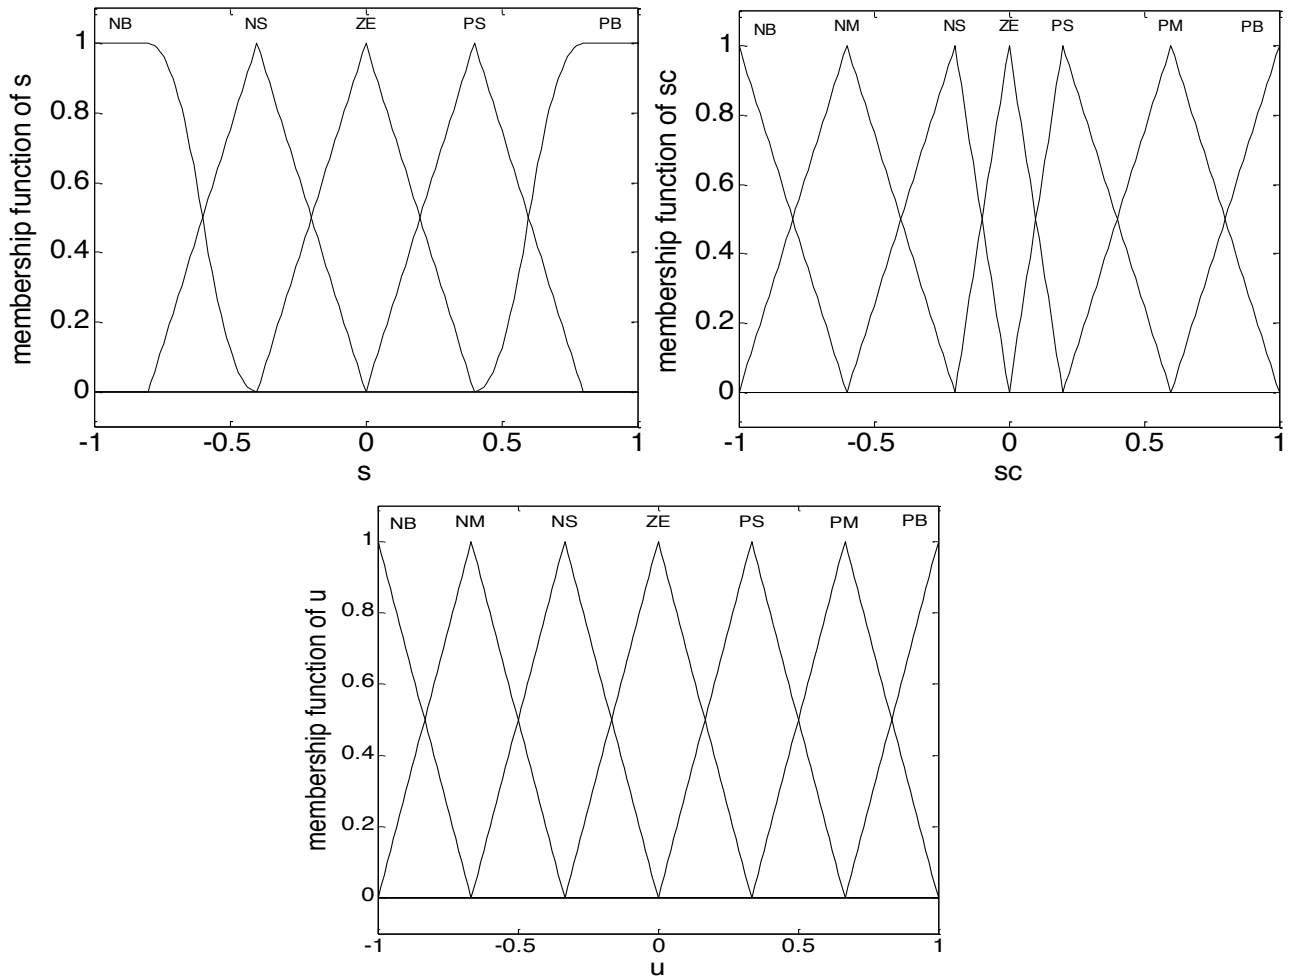 NB NS ZE PS PB
membership function of s
1
0.8
0.6
0.4
0.2
0
-1 -0.5 0 0.5 1
s
NB NM NS ZE PS PM PB
membership function of sc
1
0.8
0.6
0.4
0.2
0
-1 -0.5 0 0.5 1
sc
NB NM NS ZE PS PM PB
membership function of u
1
0.8
0.6
0.4
0.2
0
-1 -0.5 0 0.5 1
u